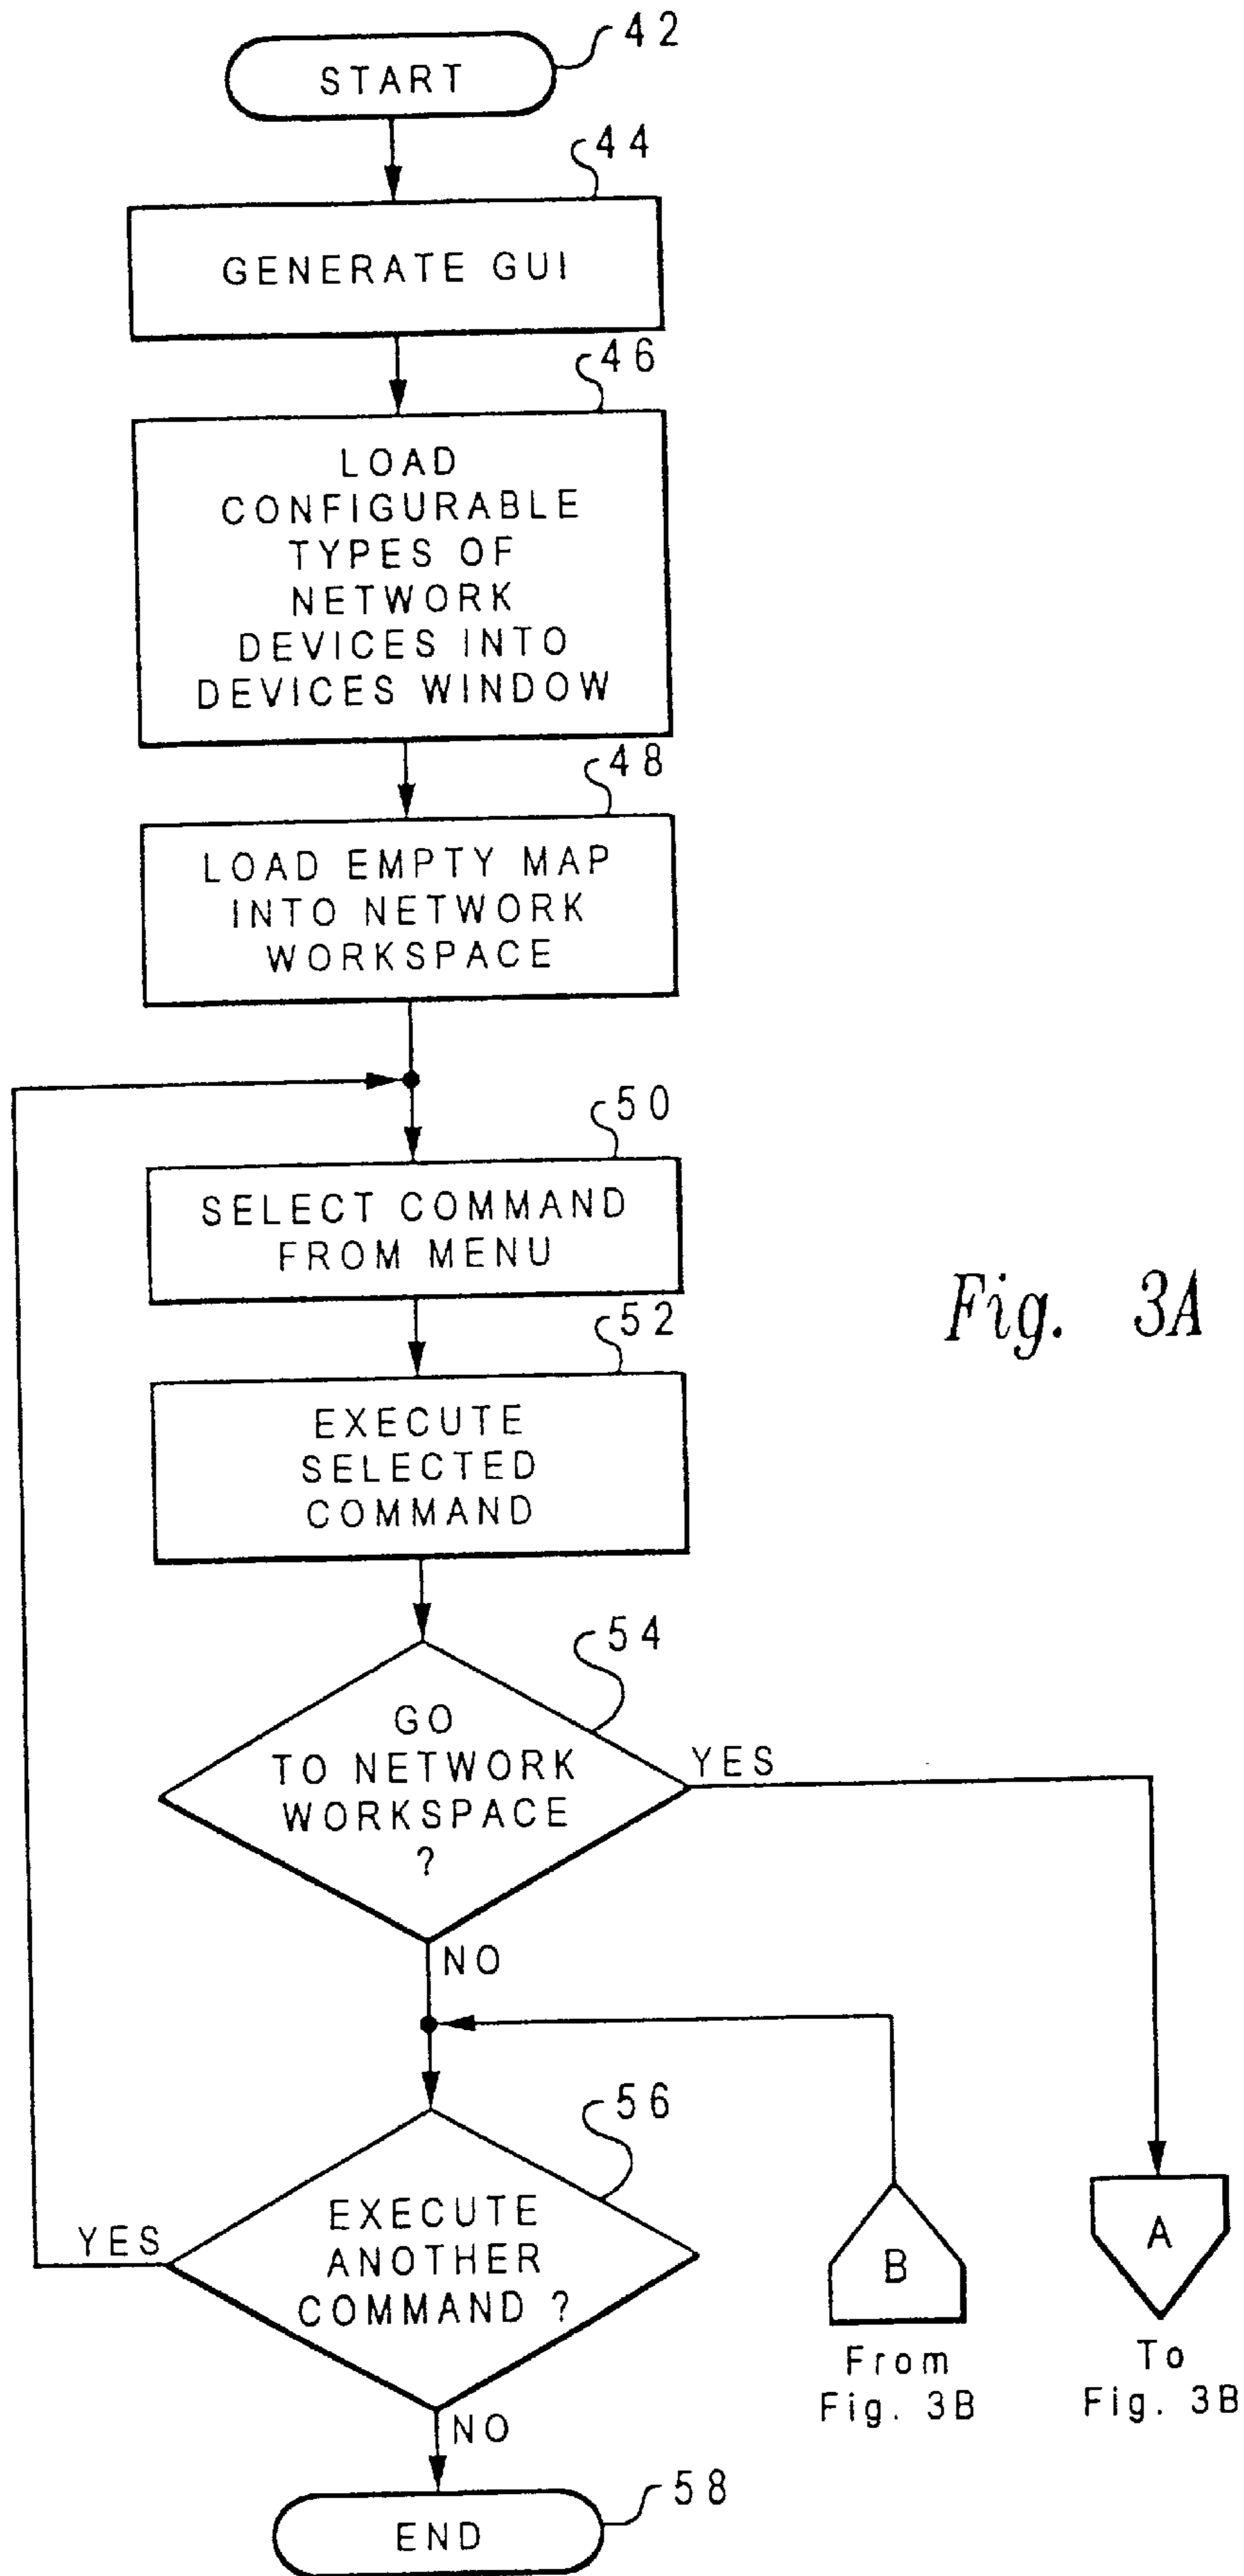 42
START
44
GENERATE GUI
46
LOAD
CONFIGURABLE
TYPES OF
NETWORK
DEVICES INTO
DEVICES WINDOW
48
LOAD EMPTY MAP
INTO NETWORK
WORKSPACE
50
SELECT COMMAND
FROM MENU
Fig. 3A
52
EXECUTE
SELECTED
COMMAND
54
GO
TO NETWORK
WORKSPACE
?
YES
NO
56
EXECUTE
ANOTHER
COMMAND ?
YES
B
A
From
Fig. 3B
To
Fig. 3B
NO
58
END